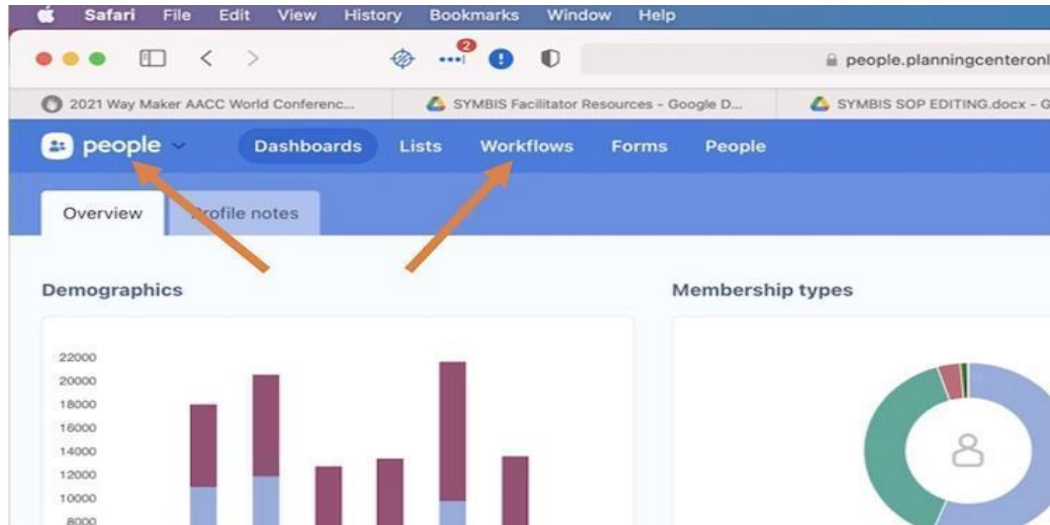 Safari File Edit View History Bookmarks Window Help
2
people.planningcenteronl
2021 Way Maker AACC World Conferenc... SYMBIS Facilitator Resources - Google D... SYMBIS SOP EDITING.docx - G
people Dashboards Lists Workflows Forms People
Overview Profile notes
Demographics Membership types
22000
20000
18000
16000
14000
12000
10000
8000